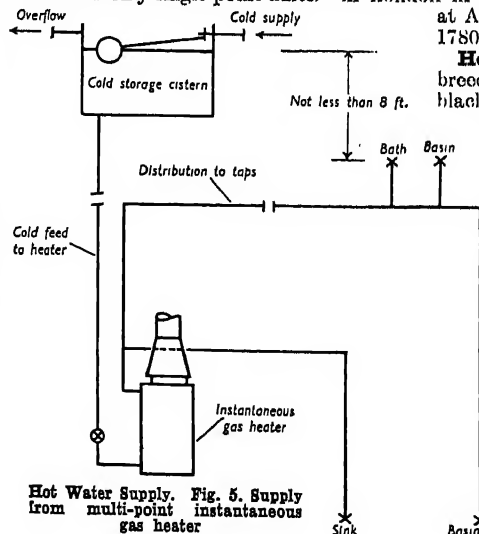 Overflow
Cold supply
at A
1780
Cold storage cistern
Not less than 8 ft.
black
Bath
Basin
Distribution to taps
Cold feed
to heater
Instantaneous
gas heater
Hot Water Supply. Fig. 5. Supply
from multi-point instantaneous
gas heater
Sink